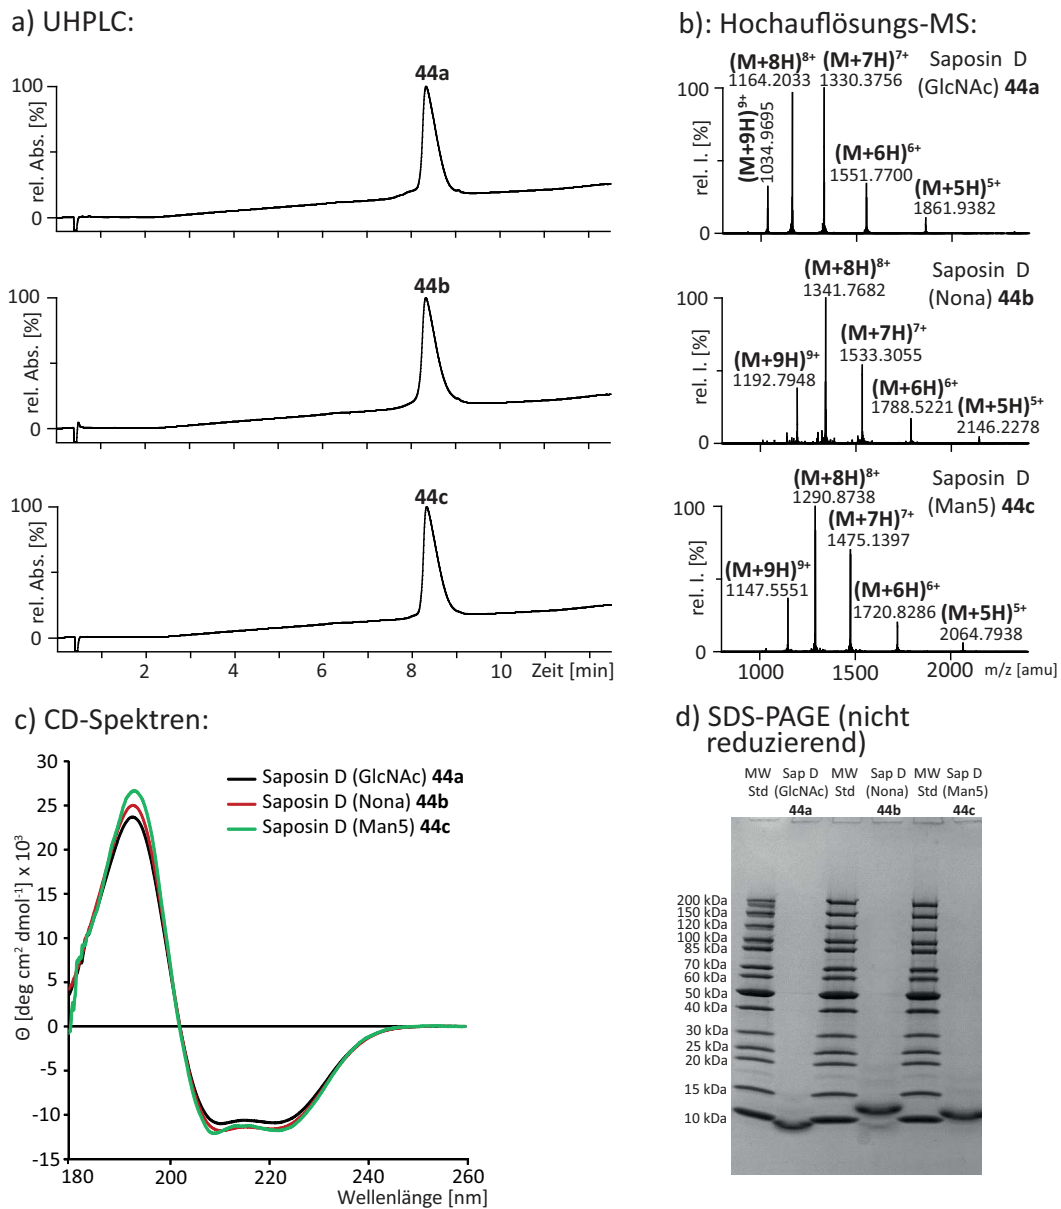 a) UHPLC:
44a
100
rel. Abs. [%]
0
44b
100
rel. Abs. [%]
0
44c
100
rel. Abs. [%]
0
2
4
6
8
10
Zeit [min]
b): Hochauflösungs-MS:
(M+8H)⁸⁺
(M+7H)⁷⁺
Saposin D
1164.2033
1330.3756
(GlcNAc) 44a
100
(M+9H)⁹⁺
1034.9695
(M+6H)⁶⁺
1551.7700
(M+5H)⁵⁺
1861.9382
rel. I. [%]
0
(M+8H)⁸⁺
Saposin D
1341.7682
(Nona) 44b
100
(M+7H)⁷⁺
1533.3055
(M+9H)⁹⁺
1192.7948
(M+6H)⁶⁺
1788.5221
(M+5H)⁵⁺
2146.2278
rel. I. [%]
0
(M+8H)⁸⁺
Saposin D
1290.8738
(Man5) 44c
100
(M+7H)⁷⁺
1475.1397
(M+9H)⁹⁺
1147.5551
(M+6H)⁶⁺
1720.8286
(M+5H)⁵⁺
2064.7938
rel. I. [%]
0
1000
1500
2000
m/z [amu]
c) CD-Spektren:
30
25
20
15
10
5
0
-5
-10
-15
Θ [deg cm² dmol⁻¹] x 10³
Saposin D (GlcNAc) 44a
Saposin D (Nona) 44b
Saposin D (Man5) 44c
180
200
220
240
260
Wellenlänge [nm]
d) SDS-PAGE (nicht
reduzierend)
MW Sap D MW Sap D MW Sap D
Std (GlcNAc) Std (Nona) Std (Man5)
44a 44b 44c
200 kDa
150 kDa
120 kDa
100 kDa
85 kDa
70 kDa
60 kDa
50 kDa
40 kDa
30 kDa
25 kDa
20 kDa
15 kDa
10 kDa